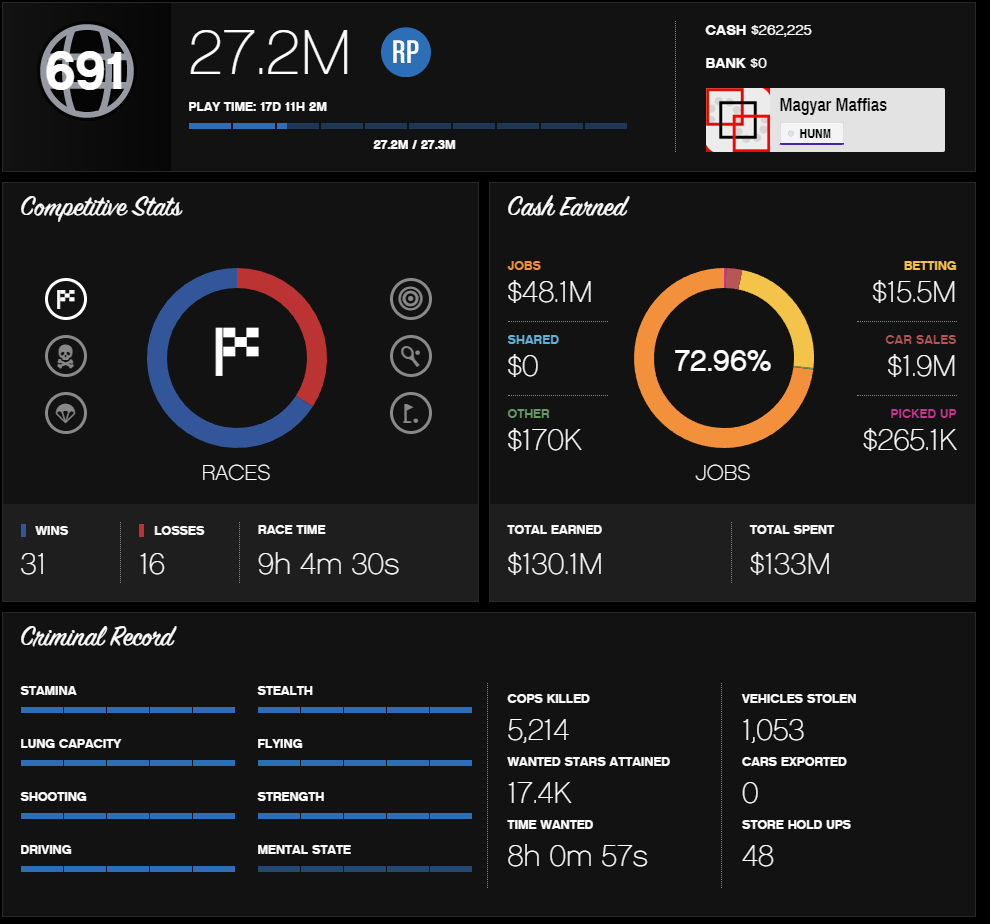 691
27.2M
RP
PLAY TIME: 17D 11H 2M
27.2M / 27.3M
CASH $262,225
BANK $0
Magyar Maffias
HUNM
Competitive Stats
RACES
WINS
31
LOSSES
16
RACE TIME
9h 4m 30s
Cash Earned
JOBS
$48.1M
SHARED
$0
OTHER
$170K
72.96%
JOBS
BETTING
$15.5M
CAR SALES
$1.9M
PICKED UP
$265.1K
TOTAL EARNED
$130.1M
TOTAL SPENT
$133M
Criminal Record
STAMINA
LUNG CAPACITY
SHOOTING
DRIVING
STEALTH
FLYING
STRENGTH
MENTAL STATE
COPS KILLED
5,214
WANTED STARS ATTAINED
17.4K
TIME WANTED
8h 0m 57s
VEHICLES STOLEN
1,053
CARS EXPORTED
0
STORE HOLD UPS
48